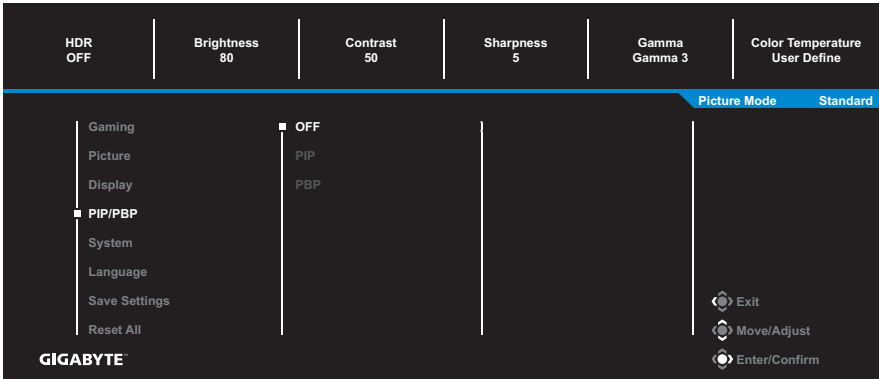 HDR Brightness Contrast Sharpness Gamma Color Temperature
OFF 80 50 5 Gamma 3 User Define
Picture Mode Standard
Gaming OFF
Picture PIP
Display PBP
PIP/PBP
System
Language
Save Settings Exit
Reset All Move/Adjust
GIGABYTE™ Enter/Confirm